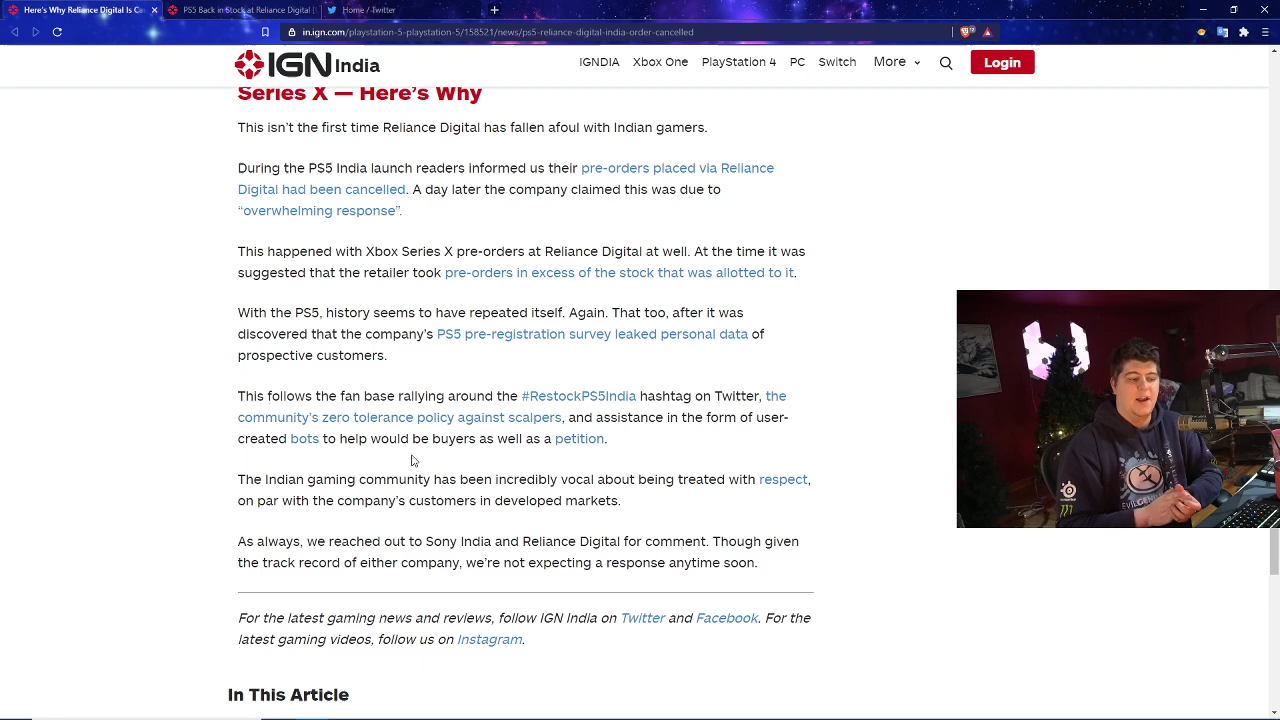 Here's Why Reliance Digital Is Ca
PS5 Back in Stock at Reliance Digital (
Home / Twitter
in.ign.com/playstation-5-playstation-5/158521/news/ps5-reliance-digital-india-order-cancelled
IGN India
IGNDIA Xbox One PlayStation 4 PC Switch More Login
Series X — Here's Why
This isn't the first time Reliance Digital has fallen afoul with Indian gamers.
During the PS5 India launch readers informed us their pre-orders placed via Reliance
Digital had been cancelled. A day later the company claimed this was due to
“overwhelming response”.
This happened with Xbox Series X pre-orders at Reliance Digital at well. At the time it was
suggested that the retailer took pre-orders in excess of the stock that was allotted to it.
With the PS5, history seems to have repeated itself. Again. That too, after it was
discovered that the company's PS5 pre-registration survey leaked personal data of
prospective customers.
This follows the fan base rallying around the #RestockPS5India hashtag on Twitter, the
community's zero tolerance policy against scalpers, and assistance in the form of user-
created bots to help would be buyers as well as a petition.
The Indian gaming community has been incredibly vocal about being treated with respect,
on par with the company's customers in developed markets.
As always, we reached out to Sony India and Reliance Digital for comment. Though given
the track record of either company, we're not expecting a response anytime soon.
For the latest gaming news and reviews, follow IGN India on Twitter and Facebook. For the
latest gaming videos, follow us on Instagram.
In This Article